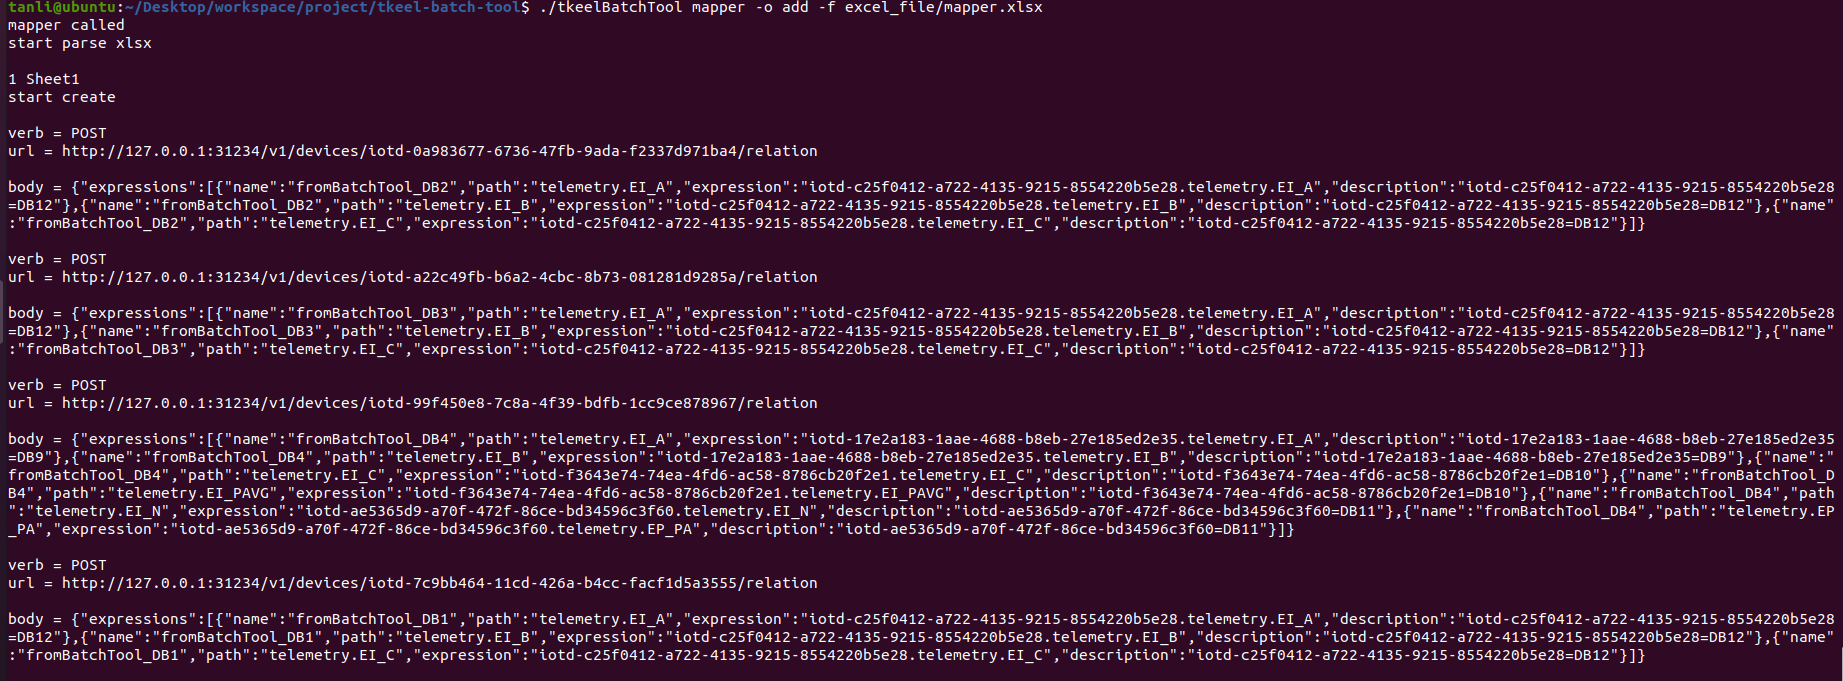 tanli@ubuntu:~/Desktop/workspace/project/tkeel-batch-tool$ ./tkeelBatchTool mapper -o add -f excel_file/mapper.xlsx
mapper called
start parse xlsx
1 Sheet1
start create
verb = POST
url = http://127.0.0.1:31234/v1/devices/iotd-0a983677-6736-47fb-9ada-f2337d971ba4/relation
body = {"expressions":[{"name":"fromBatchTool_DB2","path":"telemetry.EI_A","expression":"iotd-c25f0412-a722-4135-9215-8554220b5e28.telemetry.EI_A","description":"iotd-c25f0412-a722-4135-9215-8554220b5e28
=DB12"},{"name":"fromBatchTool_DB2","path":"telemetry.EI_B","expression":"iotd-c25f0412-a722-4135-9215-8554220b5e28.telemetry.EI_B","description":"iotd-c25f0412-a722-4135-9215-8554220b5e28=DB12"},{"name"
:"fromBatchTool_DB2","path":"telemetry.EI_C","expression":"iotd-c25f0412-a722-4135-9215-8554220b5e28.telemetry.EI_C","description":"iotd-c25f0412-a722-4135-9215-8554220b5e28=DB12"}]}
verb = POST
url = http://127.0.0.1:31234/v1/devices/iotd-a22c49fb-b6a2-4cbc-8b73-081281d9285a/relation
body = {"expressions":[{"name":"fromBatchTool_DB3","path":"telemetry.EI_A","expression":"iotd-c25f0412-a722-4135-9215-8554220b5e28.telemetry.EI_A","description":"iotd-c25f0412-a722-4135-9215-8554220b5e28
=DB12"},{"name":"fromBatchTool_DB3","path":"telemetry.EI_B","expression":"iotd-c25f0412-a722-4135-9215-8554220b5e28.telemetry.EI_B","description":"iotd-c25f0412-a722-4135-9215-8554220b5e28=DB12"},{"name"
:"fromBatchTool_DB3","path":"telemetry.EI_C","expression":"iotd-c25f0412-a722-4135-9215-8554220b5e28.telemetry.EI_C","description":"iotd-c25f0412-a722-4135-9215-8554220b5e28=DB12"}]}
verb = POST
url = http://127.0.0.1:31234/v1/devices/iotd-99f450e8-7c8a-4f39-bdfb-1cc9ce878967/relation
body = {"expressions":[{"name":"fromBatchTool_DB4","path":"telemetry.EI_A","expression":"iotd-17e2a183-1aae-4688-b8eb-27e185ed2e35.telemetry.EI_A","description":"iotd-17e2a183-1aae-4688-b8eb-27e185ed2e35
=DB9"},{"name":"fromBatchTool_DB4","path":"telemetry.EI_B","expression":"iotd-17e2a183-1aae-4688-b8eb-27e185ed2e35.telemetry.EI_B","description":"iotd-17e2a183-1aae-4688-b8eb-27e185ed2e35=DB9"},{"name":"
fromBatchTool_DB4","path":"telemetry.EI_C","expression":"iotd-f3643e74-74ea-4fd6-ac58-8786cb20f2e1.telemetry.EI_C","description":"iotd-f3643e74-74ea-4fd6-ac58-8786cb20f2e1=DB10"},{"name":"fromBatchTool_D
B4","path":"telemetry.EI_PAVG","expression":"iotd-f3643e74-74ea-4fd6-ac58-8786cb20f2e1.telemetry.EI_PAVG","description":"iotd-f3643e74-74ea-4fd6-ac58-8786cb20f2e1=DB10"},{"name":"fromBatchTool_DB4","path
":"telemetry.EI_N","expression":"iotd-ae5365d9-a70f-472f-86ce-bd34596c3f60.telemetry.EI_N","description":"iotd-ae5365d9-a70f-472f-86ce-bd34596c3f60=DB11"},{"name":"fromBatchTool_DB4","path":"telemetry.EP
_PA","expression":"iotd-ae5365d9-a70f-472f-86ce-bd34596c3f60.telemetry.EP_PA","description":"iotd-ae5365d9-a70f-472f-86ce-bd34596c3f60=DB11"}]}
verb = POST
url = http://127.0.0.1:31234/v1/devices/iotd-7c9bb464-11cd-426a-b4cc-facf1d5a3555/relation
body = {"expressions":[{"name":"fromBatchTool_DB1","path":"telemetry.EI_A","expression":"iotd-c25f0412-a722-4135-9215-8554220b5e28.telemetry.EI_A","description":"iotd-c25f0412-a722-4135-9215-8554220b5e28
=DB12"},{"name":"fromBatchTool_DB1","path":"telemetry.EI_B","expression":"iotd-c25f0412-a722-4135-9215-8554220b5e28.telemetry.EI_B","description":"iotd-c25f0412-a722-4135-9215-8554220b5e28=DB12"},{"name"
:"fromBatchTool_DB1","path":"telemetry.EI_C","expression":"iotd-c25f0412-a722-4135-9215-8554220b5e28.telemetry.EI_C","description":"iotd-c25f0412-a722-4135-9215-8554220b5e28=DB12"}]}